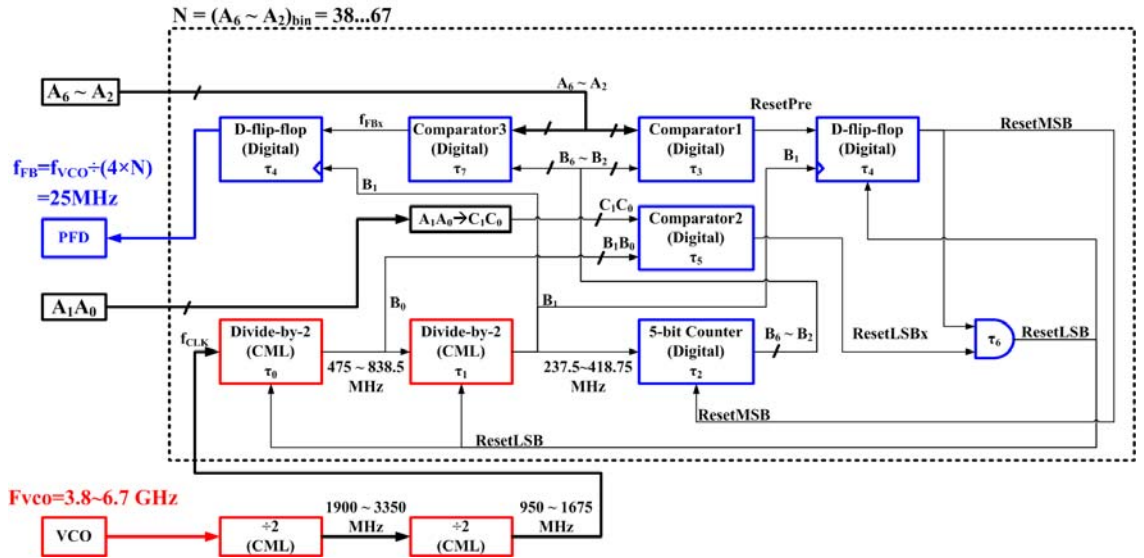 N = (A₆ ~ A₂)bin = 38...67
A₆ ~ A₂
A₆ ~ A₂
ResetPre
D-flip-flop
(Digital)
τ₄
fFBx
Comparator3
(Digital)
τ₇
B₆ ~ B₂
Comparator1
(Digital)
τ₃
B₁
D-flip-flop
(Digital)
τ₄
ResetMSB
fFB=fVCO÷(4×N)
=25MHz
B₁
PFD
A₁A₀→C₁C₀
C₁C₀
B₁B₀
Comparator2
(Digital)
τ₅
A₁A₀
B₀
B₁
fCLK
Divide-by-2
(CML)
τ₀
475 ~ 838.5
MHz
Divide-by-2
(CML)
τ₁
237.5~418.75
MHz
5-bit Counter
(Digital)
τ₂
B₆ ~ B₂
ResetLSBx
τ₆
ResetLSB
ResetMSB
ResetLSB
Fvco=3.8~6.7 GHz
VCO
÷2
(CML)
1900 ~ 3350
MHz
÷2
(CML)
950 ~ 1675
MHz